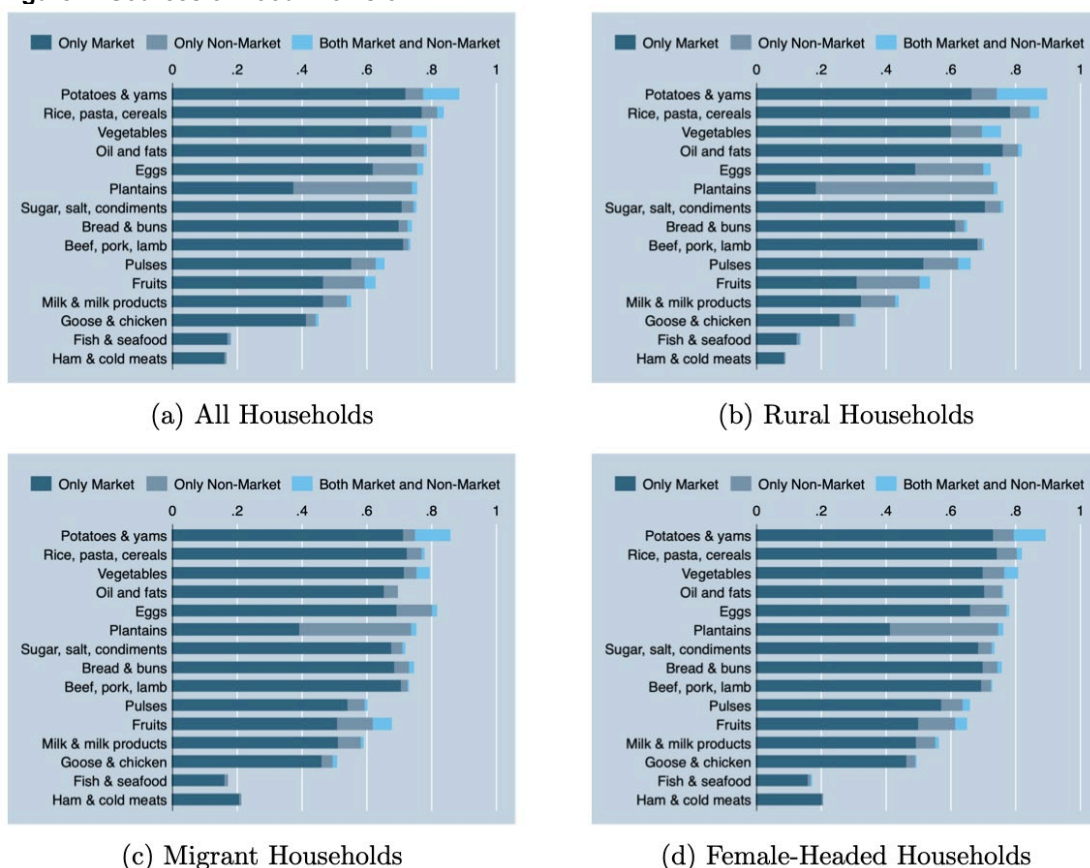 Only Market Only Non-Market Both Market and Non-Market
0 .2 .4 .6 .8 1
Potatoes & yams
Rice, pasta, cereals
Vegetables
Oil and fats
Eggs
Plantains
Sugar, salt, condiments
Bread & buns
Beef, pork, lamb
Pulses
Fruits
Milk & milk products
Goose & chicken
Fish & seafood
Ham & cold meats
(a) All Households
Only Market Only Non-Market Both Market and Non-Market
0 .2 .4 .6 .8 1
Potatoes & yams
Rice, pasta, cereals
Vegetables
Oil and fats
Eggs
Plantains
Sugar, salt, condiments
Bread & buns
Beef, pork, lamb
Pulses
Fruits
Milk & milk products
Goose & chicken
Fish & seafood
Ham & cold meats
(b) Rural Households
Only Market Only Non-Market Both Market and Non-Market
0 .2 .4 .6 .8 1
Potatoes & yams
Rice, pasta, cereals
Vegetables
Oil and fats
Eggs
Plantains
Sugar, salt, condiments
Bread & buns
Beef, pork, lamb
Pulses
Fruits
Milk & milk products
Goose & chicken
Fish & seafood
Ham & cold meats
(c) Migrant Households
Only Market Only Non-Market Both Market and Non-Market
0 .2 .4 .6 .8 1
Potatoes & yams
Rice, pasta, cereals
Vegetables
Oil and fats
Eggs
Plantains
Sugar, salt, condiments
Bread & buns
Beef, pork, lamb
Pulses
Fruits
Milk & milk products
Goose & chicken
Fish & seafood
Ham & cold meats
(d) Female-Headed Households